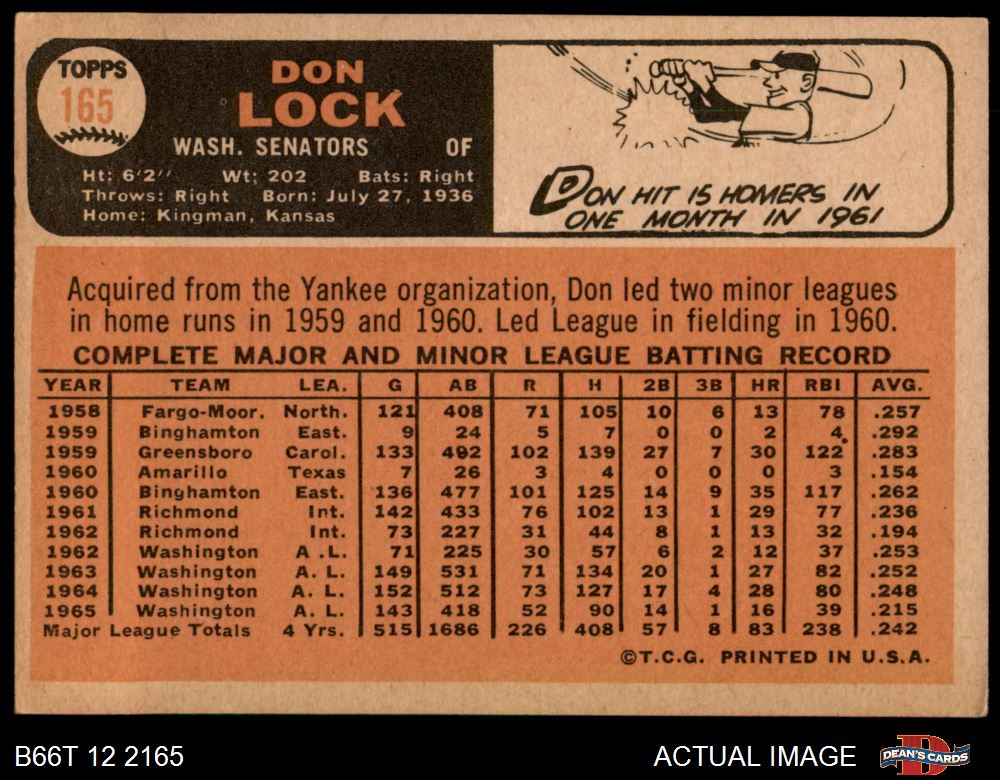 TOPPS
165
DON
LOCK
WASH. SENATORS OF
Ht: 6'2" Wt: 202 Bats: Right
Throws: Right Born: July 27, 1936
Home: Kingman, Kansas
DON HIT 15 HOMERS IN
ONE MONTH IN 1961
Acquired from the Yankee organization, Don led two minor leagues
in home runs in 1959 and 1960. Led League in fielding in 1960.
COMPLETE MAJOR AND MINOR LEAGUE BATTING RECORD
YEAR TEAM LEA. G AB R H 2B 3B HR RBI AVG.
1958 Fargo-Moor. North. 121 408 71 105 10 6 13 78 .257
1959 Binghamton East. 9 24 5 7 0 0 2 4 .292
1959 Greensboro Carol. 133 492 102 139 27 7 30 122 .283
1960 Amarillo Texas 7 26 3 4 0 0 0 3 .154
1960 Binghamton East. 136 477 101 125 14 9 35 117 .262
1961 Richmond Int. 142 433 76 102 13 1 29 77 .236
1962 Richmond Int. 73 227 31 44 8 1 13 32 .194
1962 Washington A .L. 71 225 30 57 6 2 12 37 .253
1963 Washington A. L. 149 531 71 134 20 1 27 82 .252
1964 Washington A. L. 152 512 73 127 17 4 28 80 .248
1965 Washington A. L. 143 418 52 90 14 1 16 39 .215
Major League Totals 4 Yrs. 515 1686 226 408 57 8 83 238 .242
©T.C.G. PRINTED IN U.S.A.
B66T 12 2165 ACTUAL IMAGE DEAN'S CARDS